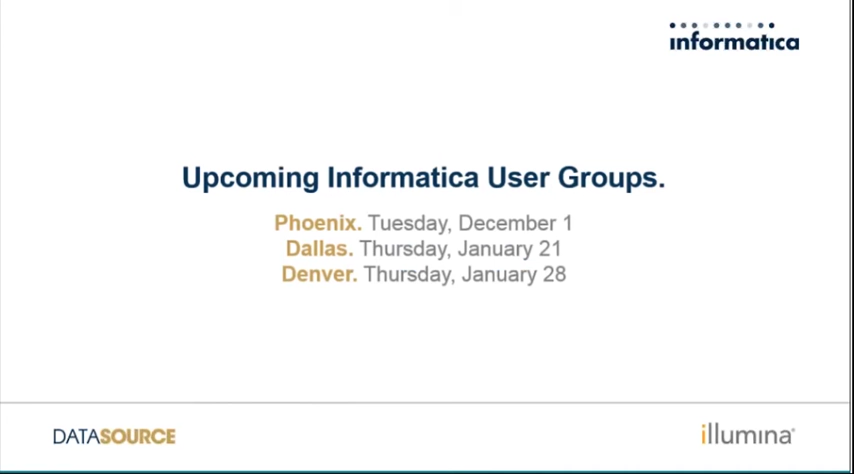 informatica
Upcoming Informatica User Groups.
Phoenix. Tuesday, December 1
Dallas. Thursday, January 21
Denver. Thursday, January 28
DATASOURCE
illumina®